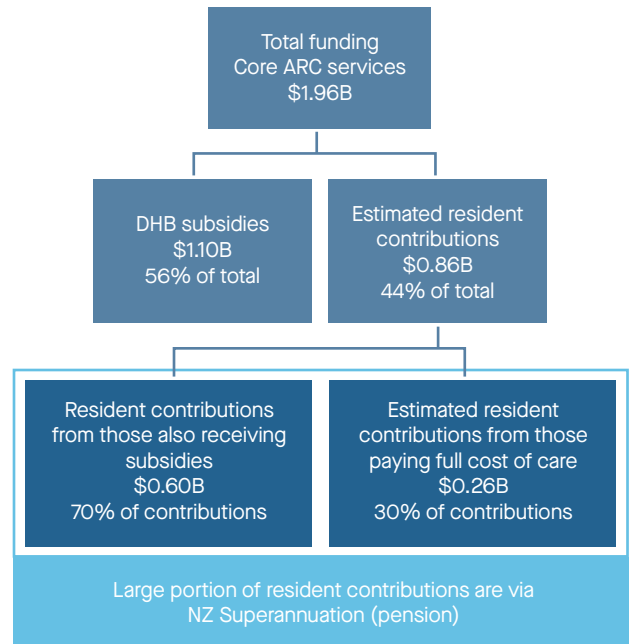 Total funding
Core ARC services
$1.96B
DHB subsidies
$1.10B
56% of total
Estimated resident
contributions
$0.86B
44% of total
Resident contributions
from those also receiving
subsidies
$0.60B
70% of contributions
Estimated resident
contributions from those
paying full cost of care
$0.26B
30% of contributions
Large portion of resident contributions are via
NZ Superannuation (pension)